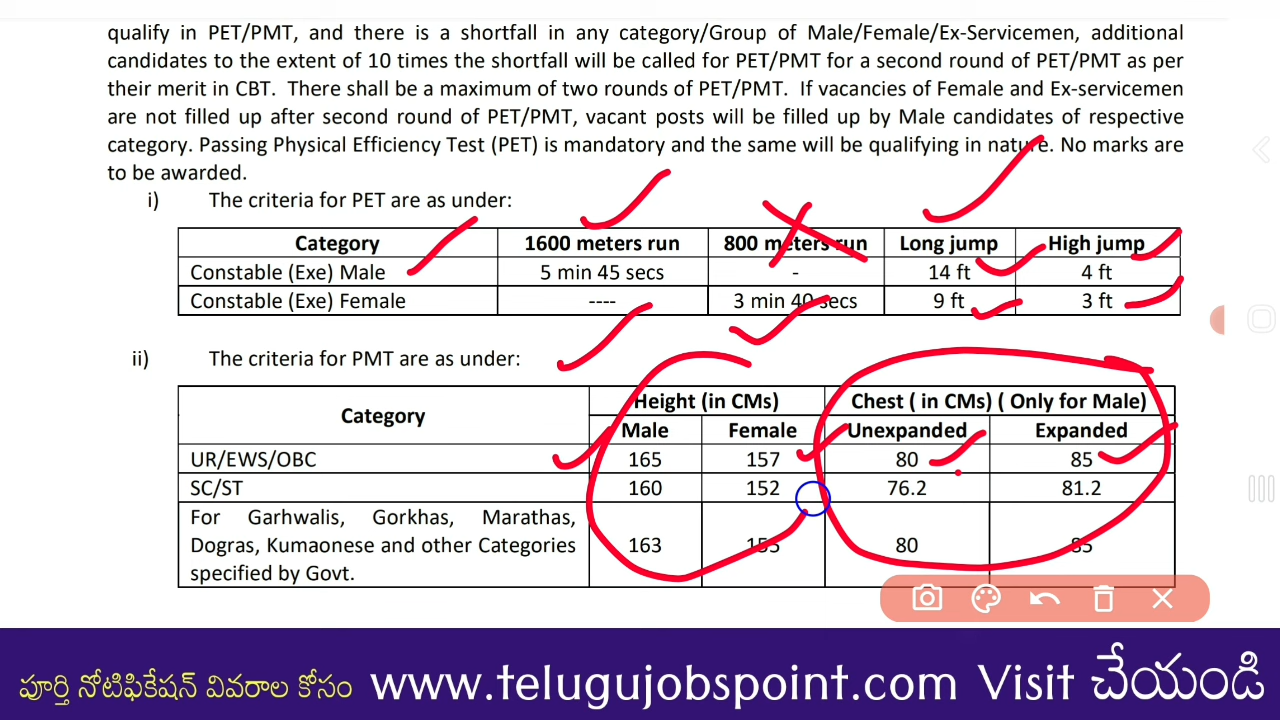 qualify in PET/PMT, and there is a shortfall in any category/Group of Male/Female/Ex-Servicemen, additional
candidates to the extent of 10 times the shortfall will be called for PET/PMT for a second round of PET/PMT as per
their merit in CBT. There shall be a maximum of two rounds of PET/PMT. If vacancies of Female and Ex-servicemen
are not filled up after second round of PET/PMT, vacant posts will be filled up by Male candidates of respective
category. Passing Physical Efficiency Test (PET) is mandatory and the same will be qualifying in nature. No marks are
to be awarded.
i) The criteria for PET are as under:
Category 1600 meters run 800 meters run Long jump High jump
Constable (Exe) Male 5 min 45 secs - 14 ft 4 ft
Constable (Exe) Female ---- 3 min 40 secs 9 ft 3 ft
ii) The criteria for PMT are as under:
Category Height (in CMs) Chest ( in CMs) ( Only for Male)
Male Female Unexpanded Expanded
UR/EWS/OBC 165 157 80 85
SC/ST 160 152 76.2 81.2
For Garhwalis, Gorkhas, Marathas,
Dogras, Kumaonese and other Categories 163 155 80 85
specified by Govt.
పూర్తి నోటిఫికేషన్ వివరాల కోసం www.telugujobspoint.com Visit చేయండి